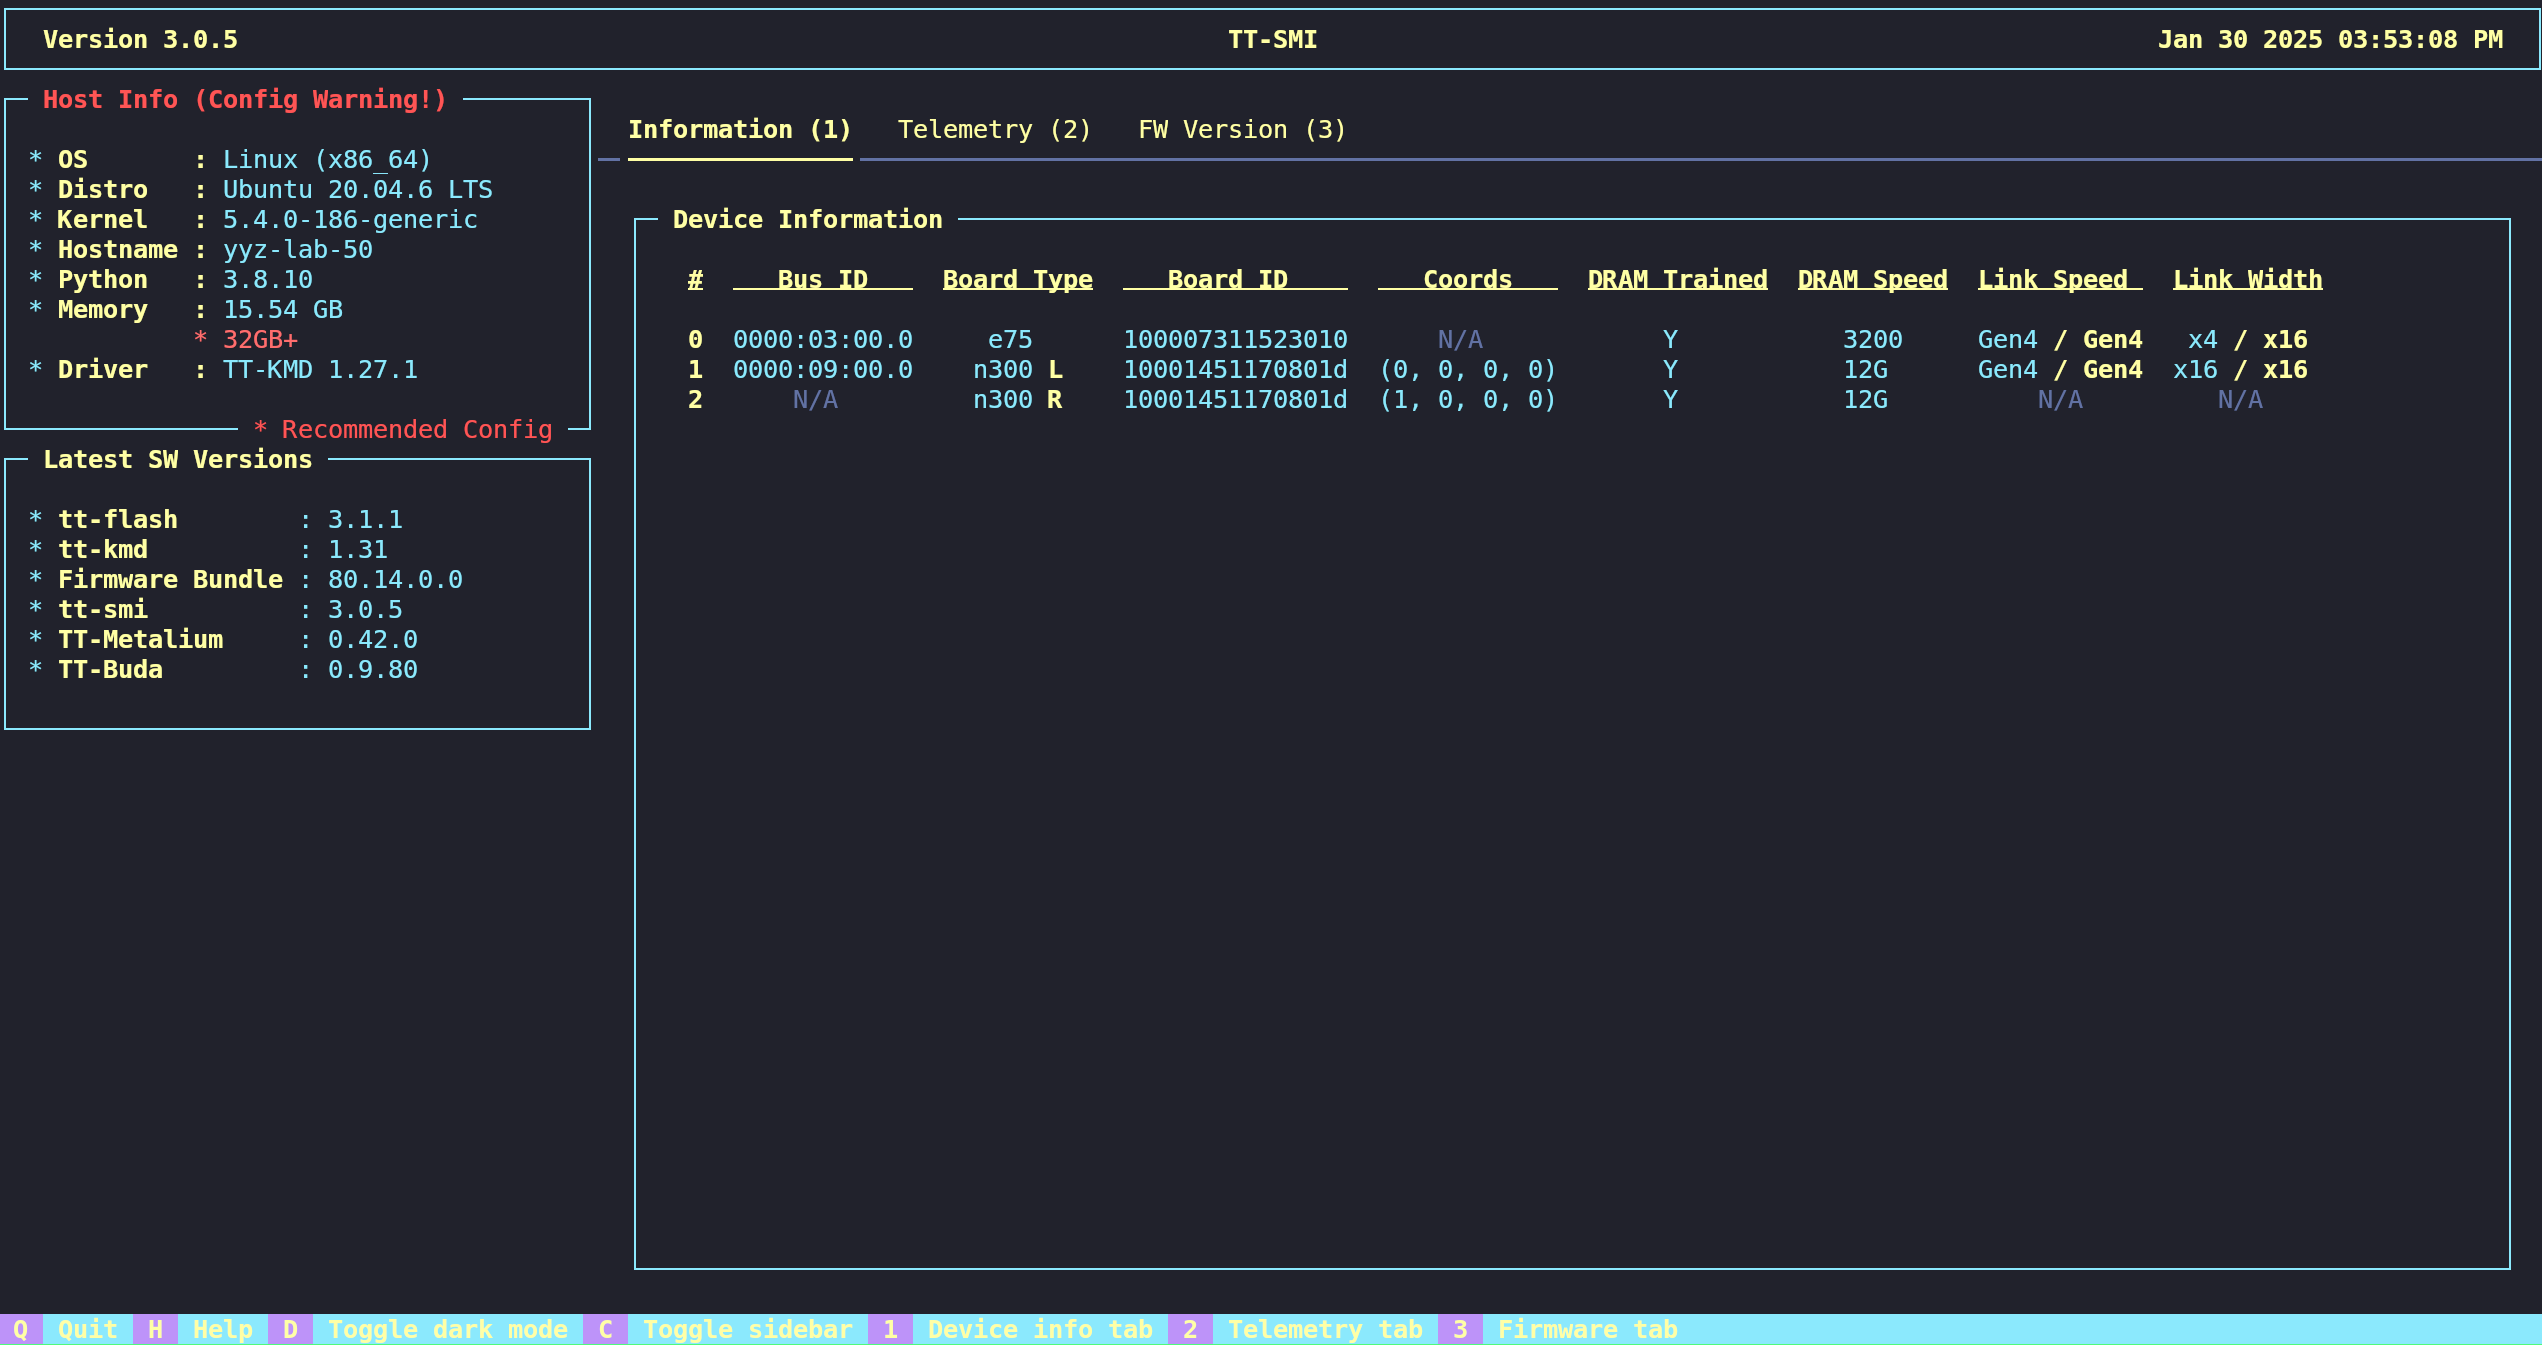 Version 3.0.5 TT-SMI Jan 30 2025 03:53:08 PM
Host Info (Config Warning!)
* OS : Linux (x86_64)
* Distro : Ubuntu 20.04.6 LTS
* Kernel : 5.4.0-186-generic
* Hostname : yyz-lab-50
* Python : 3.8.10
* Memory : 15.54 GB
* 32GB+
* Driver : TT-KMD 1.27.1
* Recommended Config
Latest SW Versions
* tt-flash : 3.1.1
* tt-kmd : 1.31
* Firmware Bundle : 80.14.0.0
* tt-smi : 3.0.5
* TT-Metalium : 0.42.0
* TT-Buda : 0.9.80
Information (1) Telemetry (2) FW Version (3)
Device Information
# Bus ID Board Type Board ID Coords DRAM Trained DRAM Speed Link Speed Link Width
0 0000:03:00.0 e75 100007311523010 N/A Y 3200 Gen4 / Gen4 x4 / x16
1 0000:09:00.0 n300 L 10001451170801d (0, 0, 0, 0) Y 12G Gen4 / Gen4 x16 / x16
2 N/A n300 R 10001451170801d (1, 0, 0, 0) Y 12G N/A N/A
Q Quit H Help D Toggle dark mode C Toggle sidebar 1 Device info tab 2 Telemetry tab 3 Firmware tab